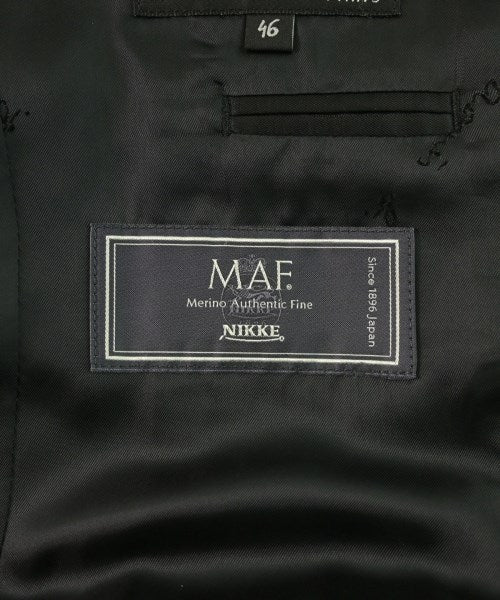 46
MAF.
Merino Authentic Fine
NIKKE
Since 1896 Japan